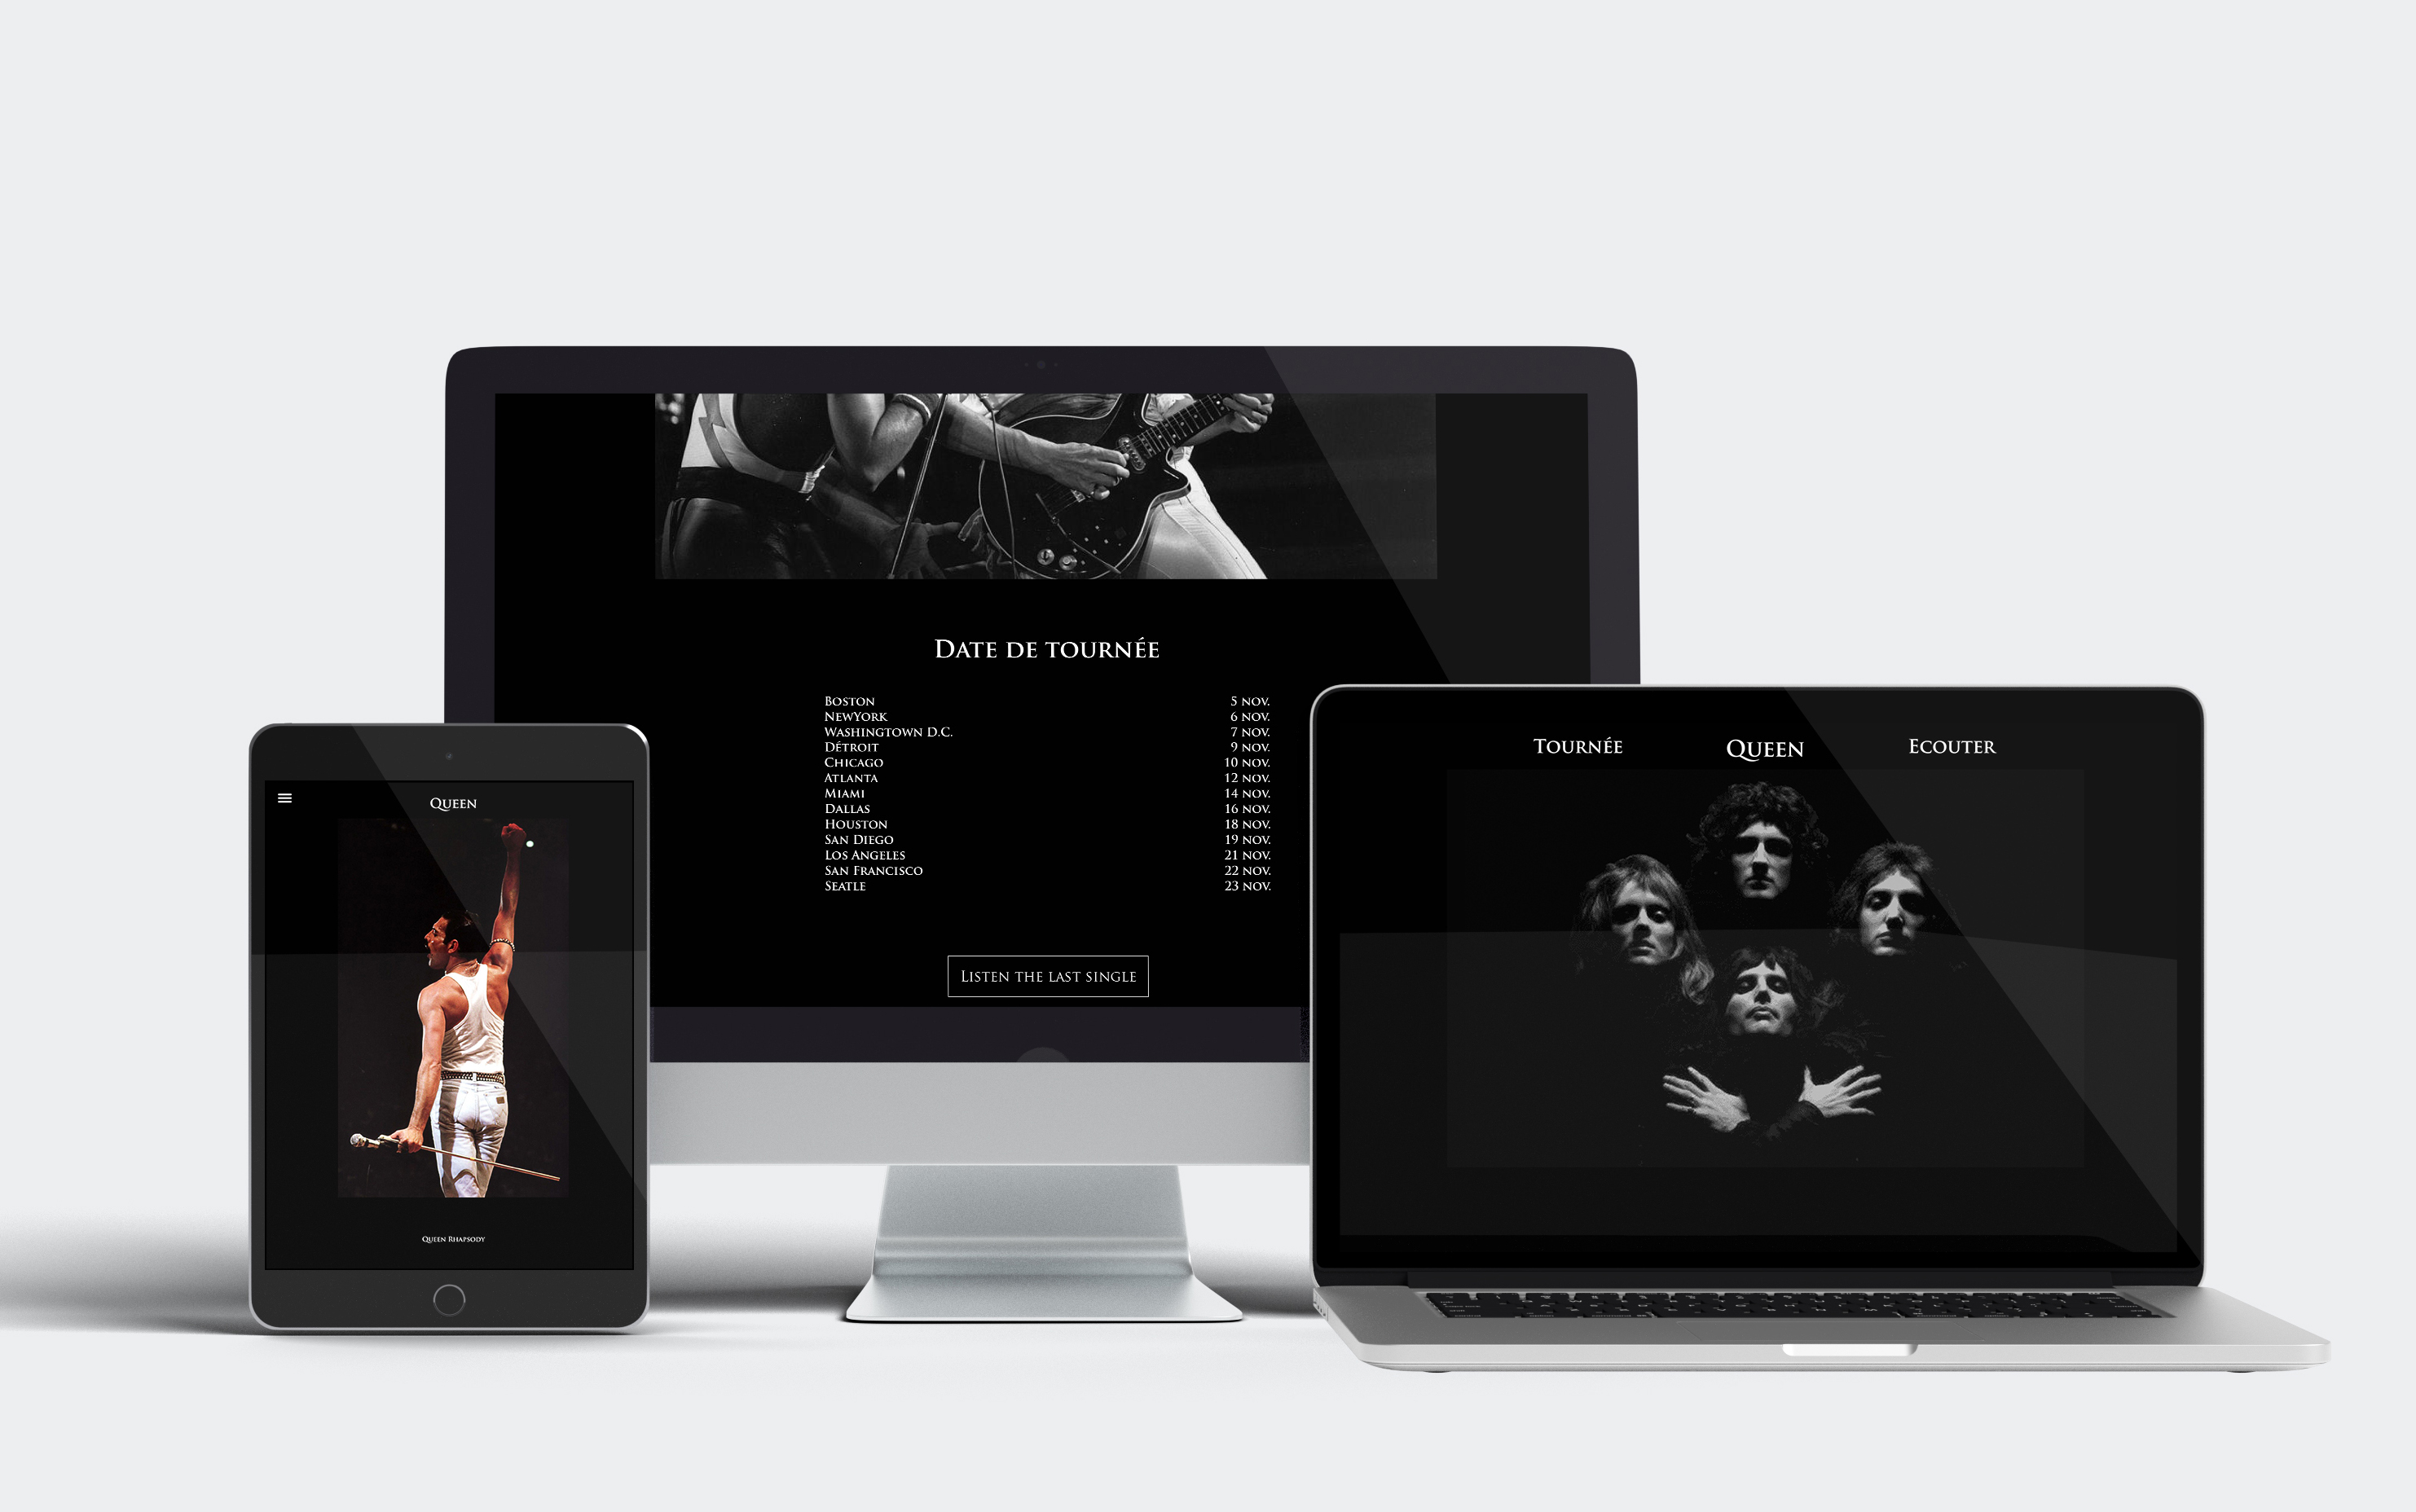 Date de tournée
Boston 5 nov.
NewYork 6 nov.
Washingtown D.C. 7 nov.
Détroit 9 nov.
Chicago 10 nov.
Atlanta 12 nov.
Miami 14 nov.
Dallas 16 nov.
Houston 18 nov.
San Diego 19 nov.
Los Angeles 21 nov.
San Francisco 22 nov.
Seatle 23 nov.
Listen the last single
Queen
Queen Rhapsody
Tournée Queen Ecouter